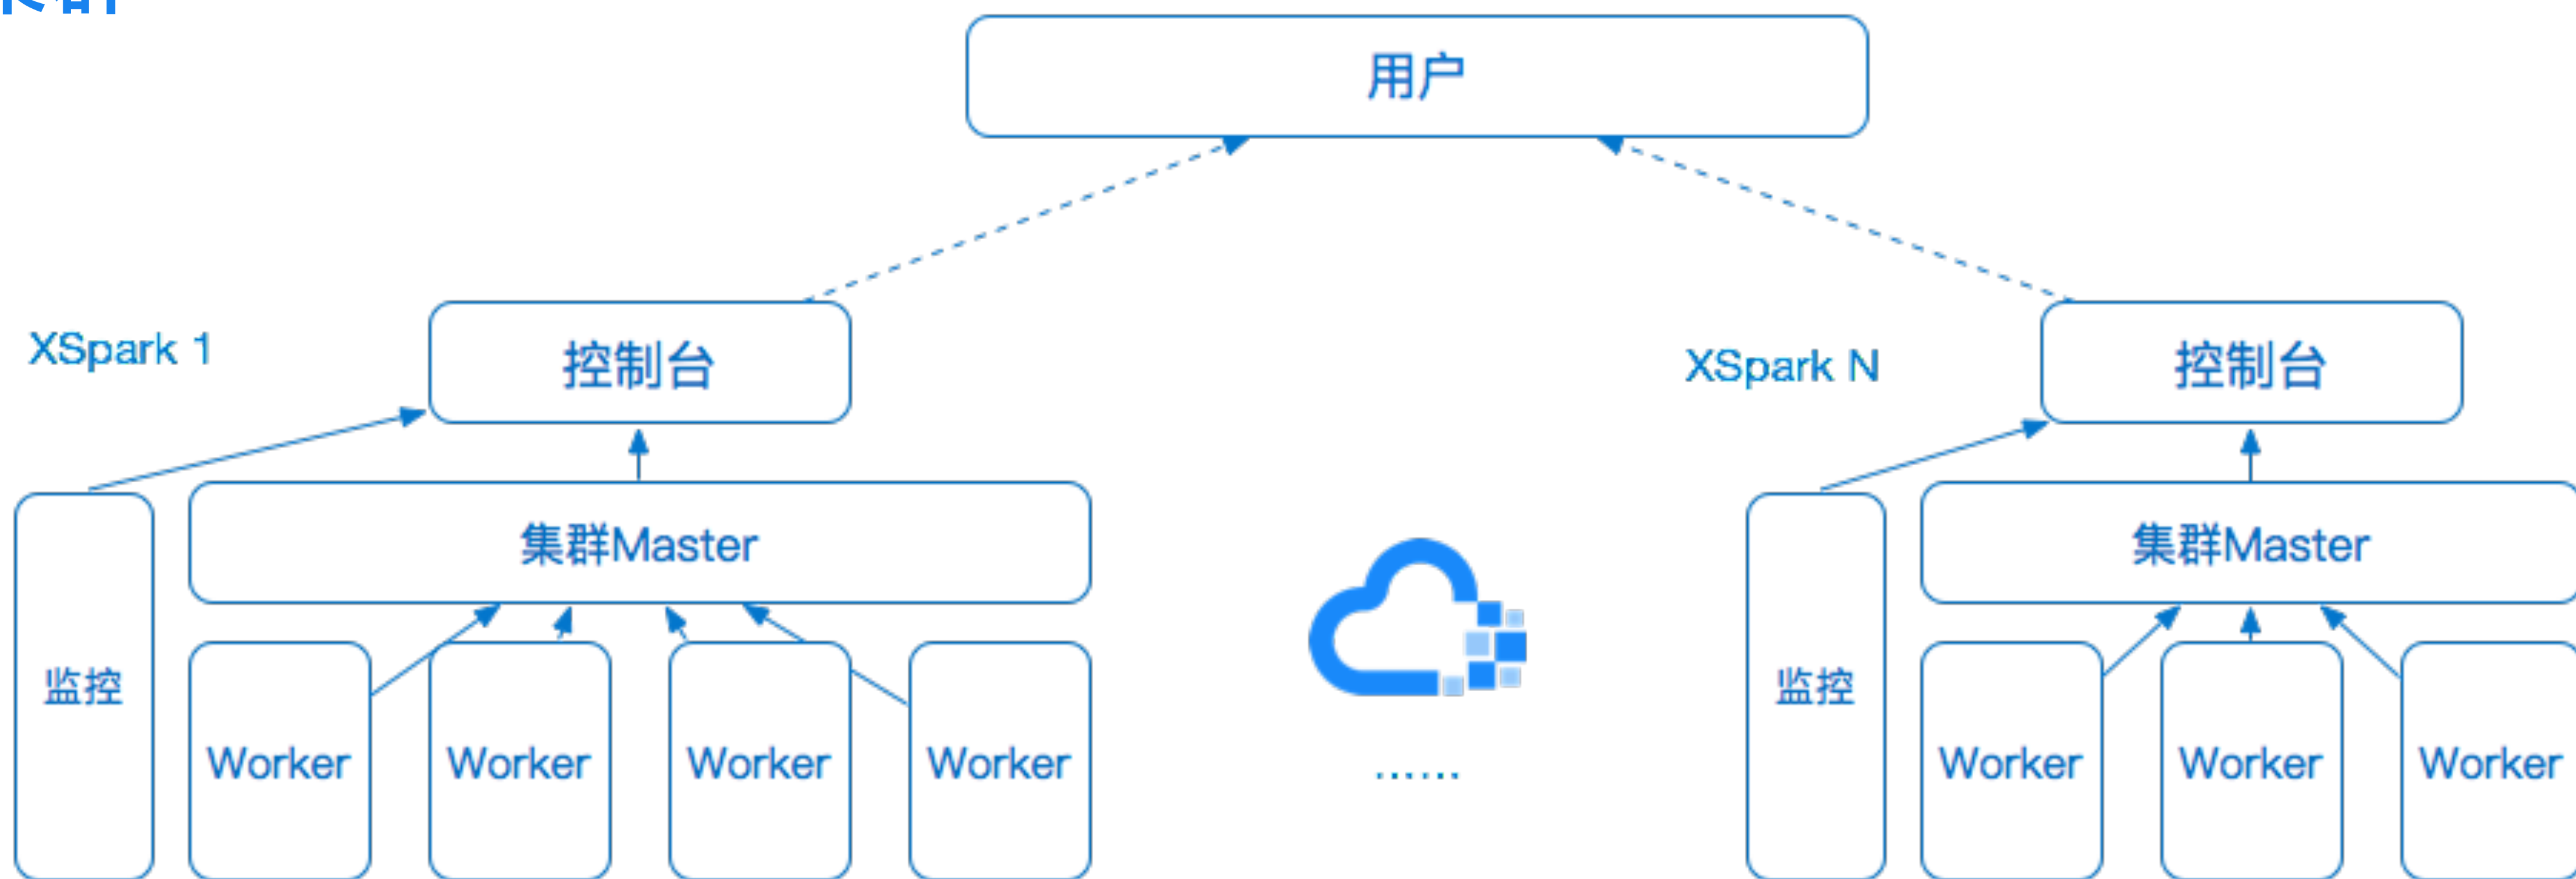 用户
XSpark 1
控制台
XSpark N
控制台
监控
集群Master
Worker
Worker
Worker
Worker
......
监控
集群Master
Worker
Worker
Worker